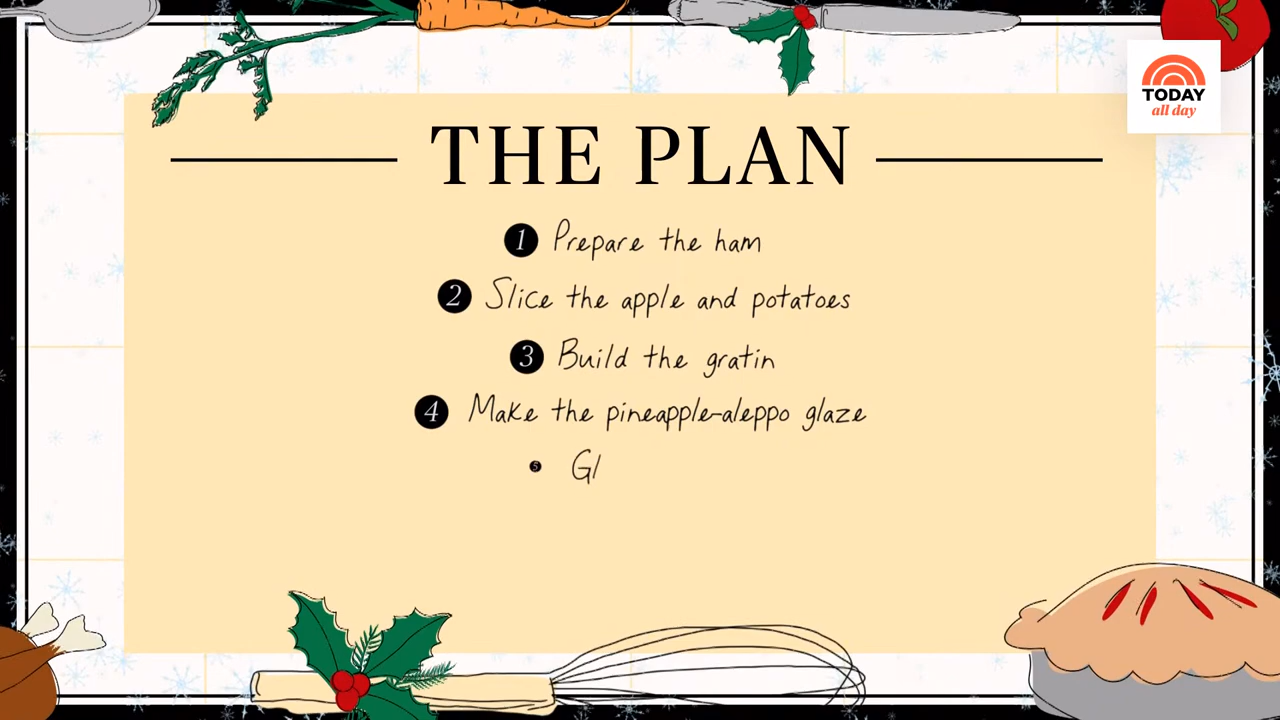 TODAY
all day
THE PLAN
1 Prepare the ham
2 Slice the apple and potatoes
3 Build the gratin
4 Make the pineapple-aleppo glaze
5 Gl